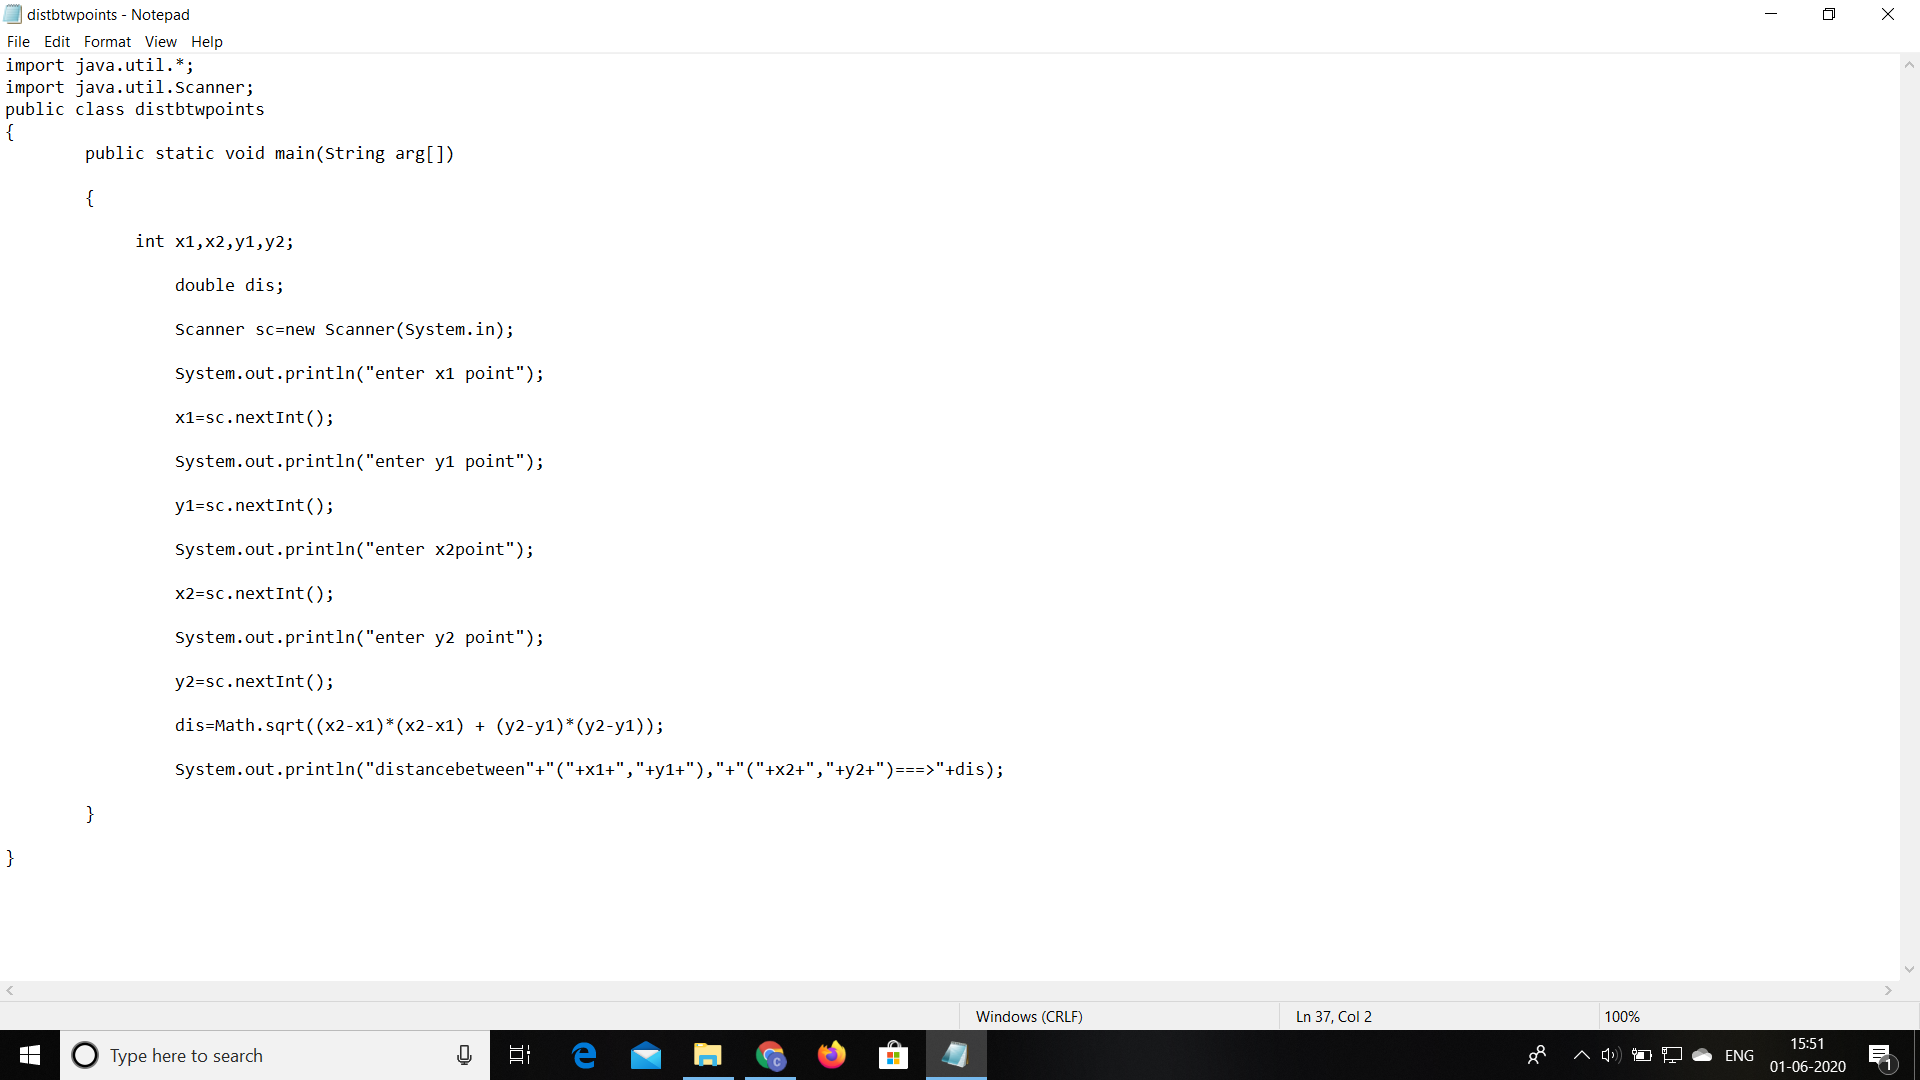 distbtwpoints - Notepad
File Edit Format View Help
import java.util.*;
import java.util.Scanner;
public class distbtwpoints
{
public static void main(String arg[])
{
int x1,x2,y1,y2;
double dis;
Scanner sc=new Scanner(System.in);
System.out.println("enter x1 point");
x1=sc.nextInt();
System.out.println("enter y1 point");
y1=sc.nextInt();
System.out.println("enter x2point");
x2=sc.nextInt();
System.out.println("enter y2 point");
y2=sc.nextInt();
dis=Math.sqrt((x2-x1)*(x2-x1) + (y2-y1)*(y2-y1));
System.out.println("distancebetween"+"("+x1+","+y1+"),"+"("+x2+","+y2+")===>"+dis);
}
}
Windows (CRLF) Ln 37, Col 2 100%
Type here to search
C
ENG
15:51
01-06-2020
1